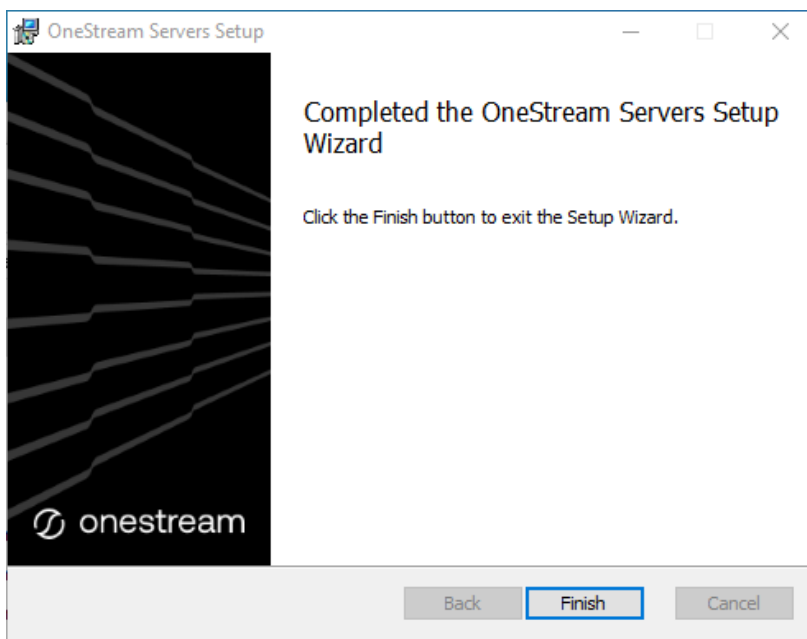 OneStream Servers Setup
Completed the OneStream Servers Setup
Wizard
Click the Finish button to exit the Setup Wizard.
onestream
Back
Finish
Cancel